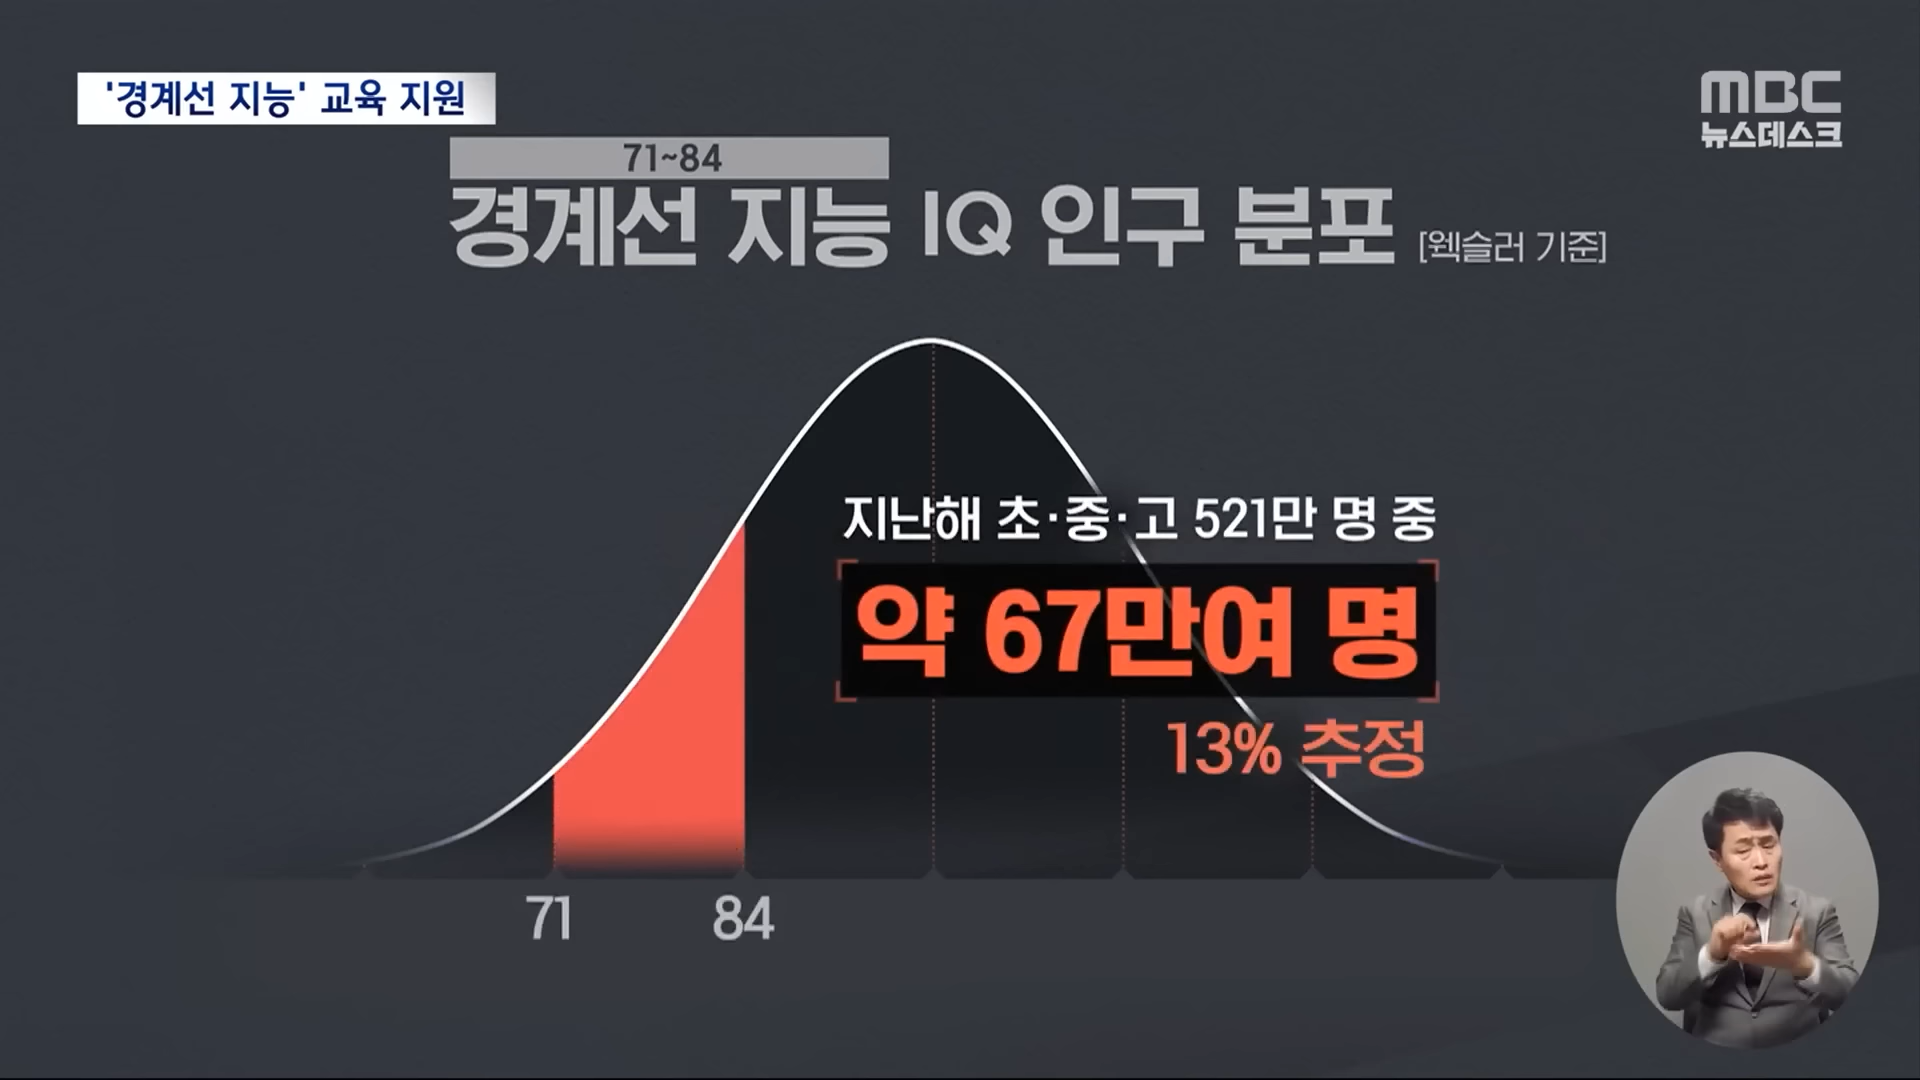 '경계선 지능' 교육 지원
MBC
뉴스데스크
71~84
경계선 지능 IQ 인구 분포 [웩슬러 기준]
지난해 초·중·고 521만 명 중
약 67만여 명
13% 추정
71 84